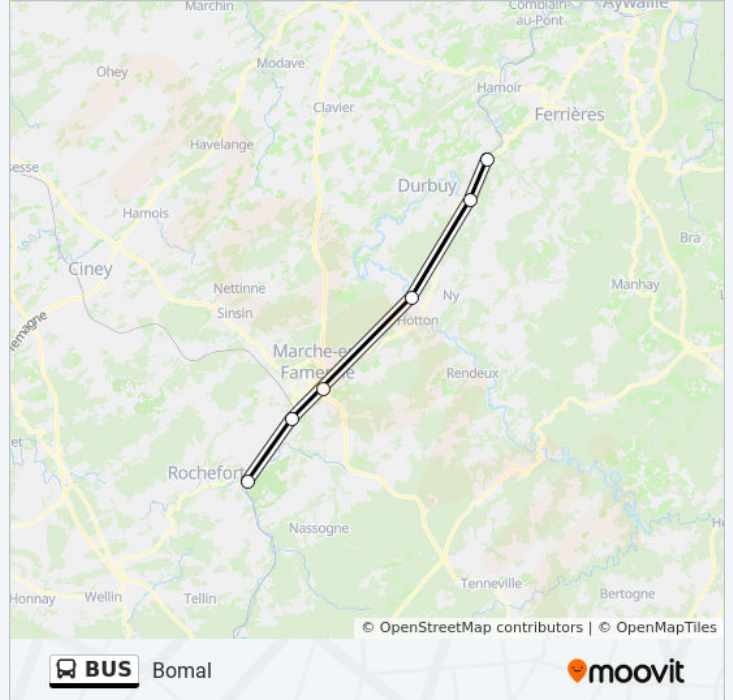 Marchin
Comblain-
au-Pont
Aywaille
Modave
Ohey
Hamoir
Clavier
Ferrières
Havelange
esse
Durbuy
Hamois
Bra
Ciney
Manhay
Nettinne
Ny
Sinsin
Hotton
emagne
Marche-e
Famenne
Rendeux
Rochefort
Nassogne
Tenneville
Bertogne
Honnay
Wellin
Tellin
© OpenStreetMap contributors | © OpenMapTiles
BUS Bomal
moovit